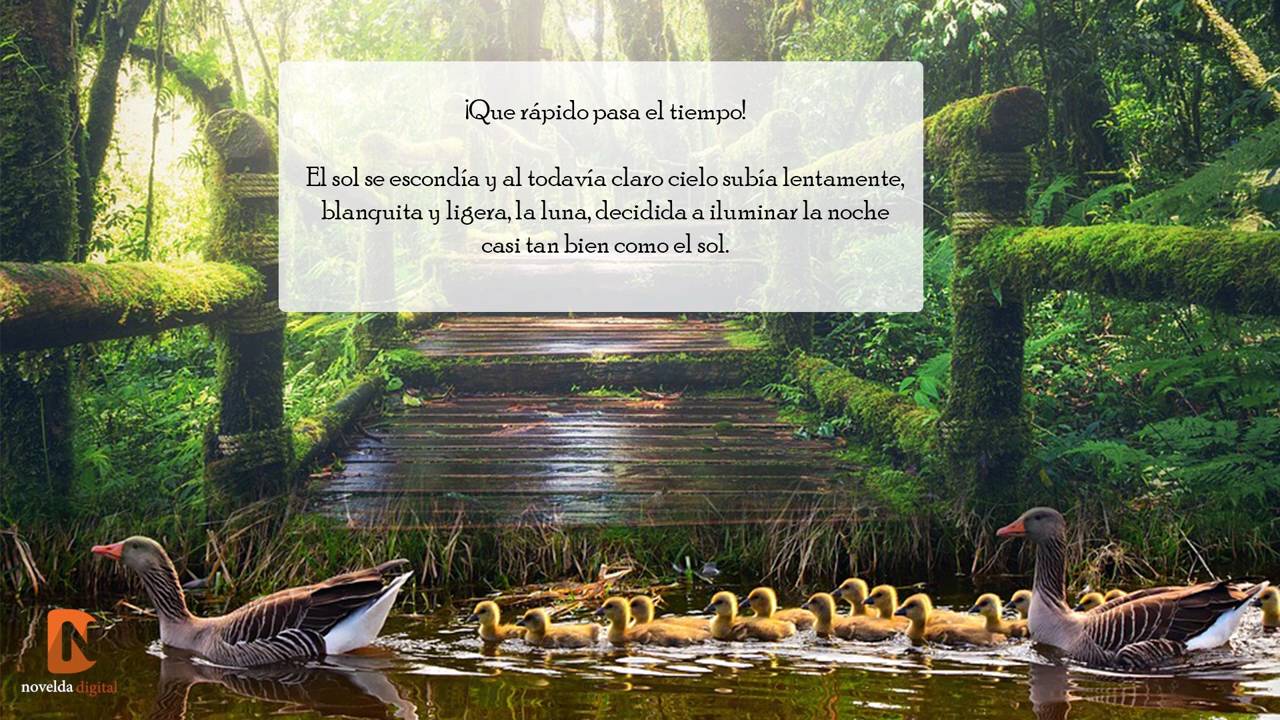 ¡Que rápido pasa el tiempo!
El sol se escondía y al todavía claro cielo subía lentamente,
blanquita y ligera, la luna, decidida a iluminar la noche
casi tan bien como el sol.
novelda digital